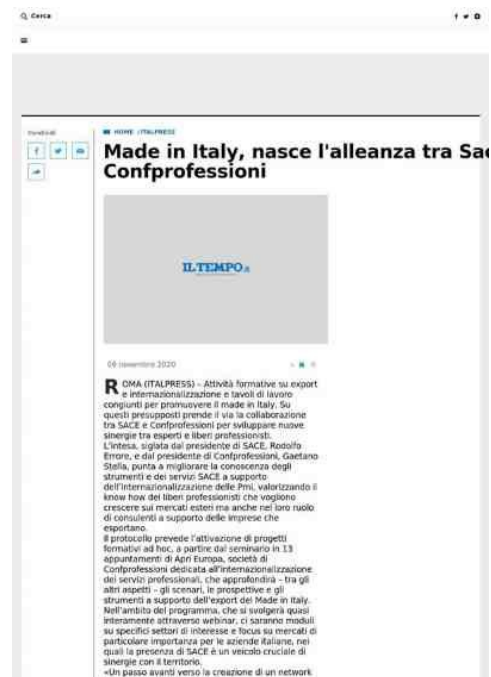 Cerca
Condividi:
HOME / ITALPRESS
Made in Italy, nasce l'alleanza tra Sac
Confprofessioni
IL TEMPO.it
09 novembre 2020
ROMA (ITALPRESS) – Attività formative su export
e internazionalizzazione e tavoli di lavoro
congiunti per promuovere il made in Italy. Su
questi presupposti prende il via la collaborazione
tra SACE e Confprofessioni per sviluppare nuove
sinergie tra esperti e liberi professionisti.
L'intesa, siglata dal presidente di SACE, Rodolfo
Errore, e dal presidente di Confprofessioni, Gaetano
Stella, punta a migliorare la conoscenza degli
strumenti e dei servizi SACE a supporto
dell'internazionalizzazione delle Pmi, valorizzando il
know how dei liberi professionisti che vogliono
crescere sui mercati esteri ma anche nel loro ruolo
di consulenti a supporto delle imprese che
esportano.
Il protocollo prevede l'attivazione di progetti
formativi ad hoc, a partire dal seminario in 13
appuntamenti di Apri Europa, società di
Confprofessioni dedicata all'internazionalizzazione
dei servizi professionali, che approfondirà – tra gli
altri aspetti – gli scenari, le prospettive e gli
strumenti a supporto dell'export del Made in Italy.
Nell'ambito del programma, che si svolgerà quasi
interamente attraverso webinar, ci saranno moduli
su specifici settori di interesse e focus su mercati di
particolare importanza per le aziende italiane, nei
quali la presenza di SACE è un veicolo cruciale di
sinergie con il territorio.
«Un passo avanti verso la creazione di un network